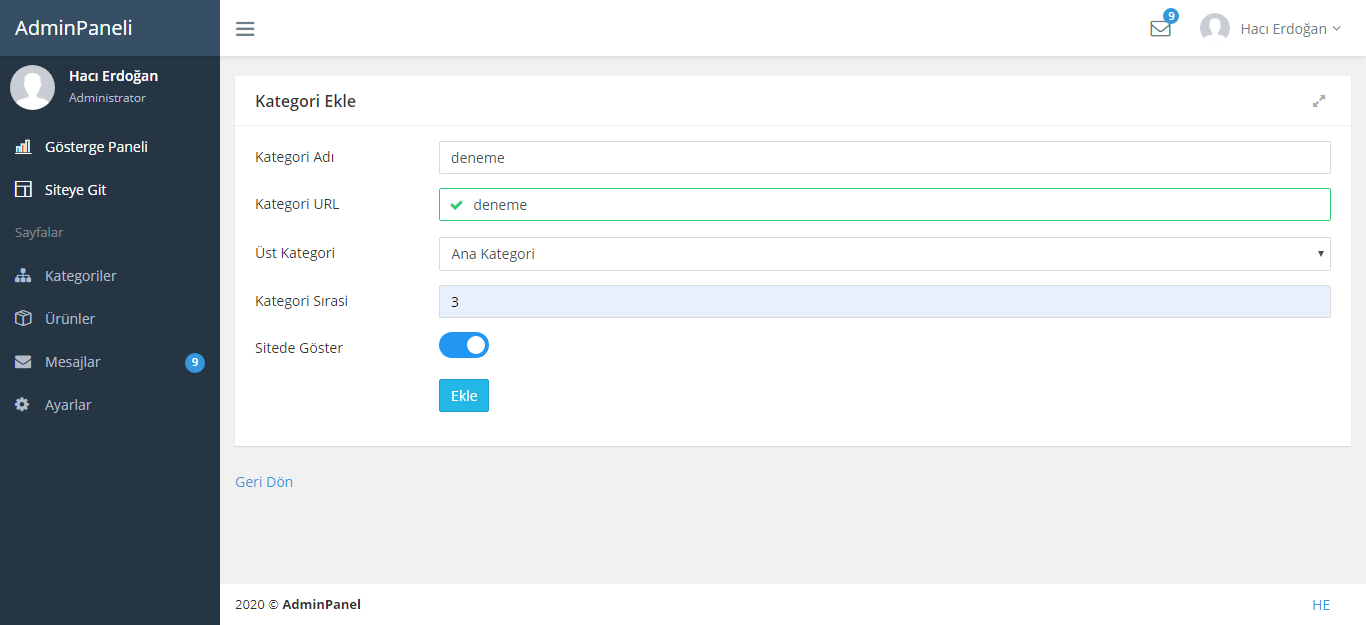 AdminPaneli
9
Hacı Erdoğan
Hacı Erdoğan
Administrator
Gösterge Paneli
Siteye Git
Sayfalar
Kategoriler
Ürünler
Mesajlar 9
Ayarlar
Kategori Ekle
Kategori Adı deneme
Kategori URL deneme
Üst Kategori Ana Kategori
Kategori Sırasi 3
Sitede Göster
Ekle
Geri Dön
2020 © AdminPanel
HE